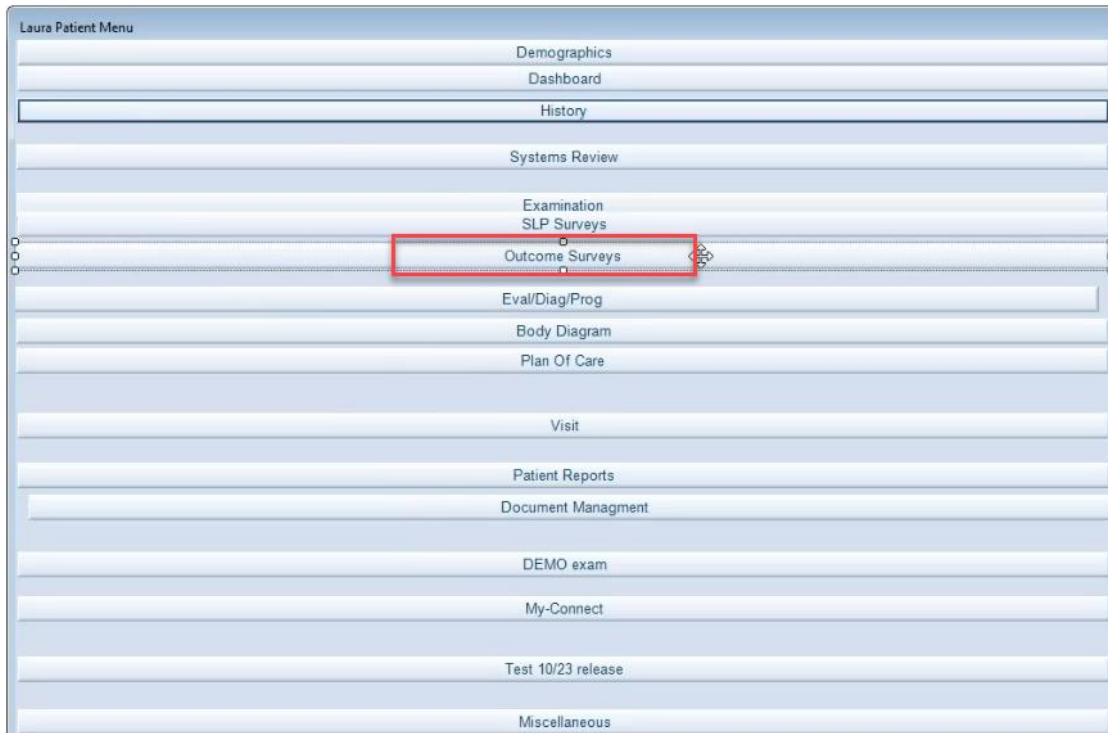 Laura Patient Menu
Demographics
Dashboard
History
Systems Review
Examination
SLP Surveys
Outcome Surveys
Eval/Diag/Prog
Body Diagram
Plan Of Care
Visit
Patient Reports
Document Managment
DEMO exam
My-Connect
Test 10/23 release
Miscellaneous